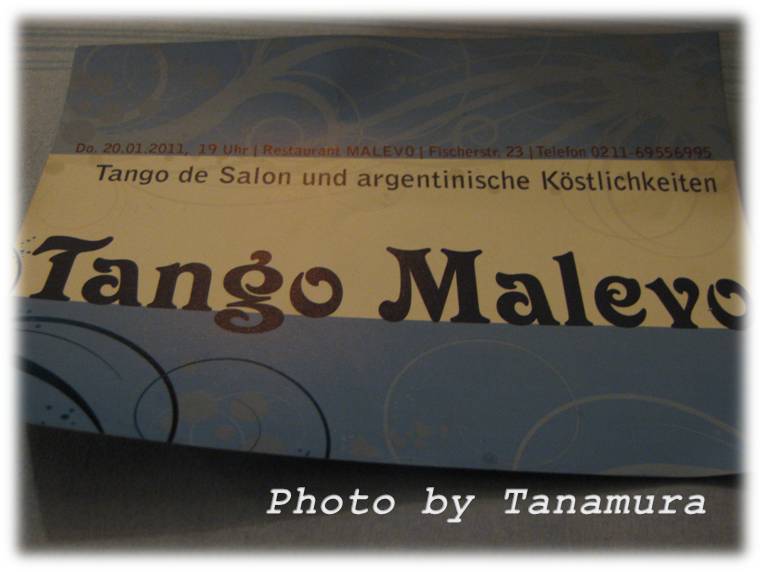 Do. 20.01.2011, 19 Uhr | Restaurant MALEVO | Fischerstr. 23 | Telefon 0211-69556995
Tango de Salon und argentinische Köstlichkeiten
Tango Malevo
Photo by Tanamura